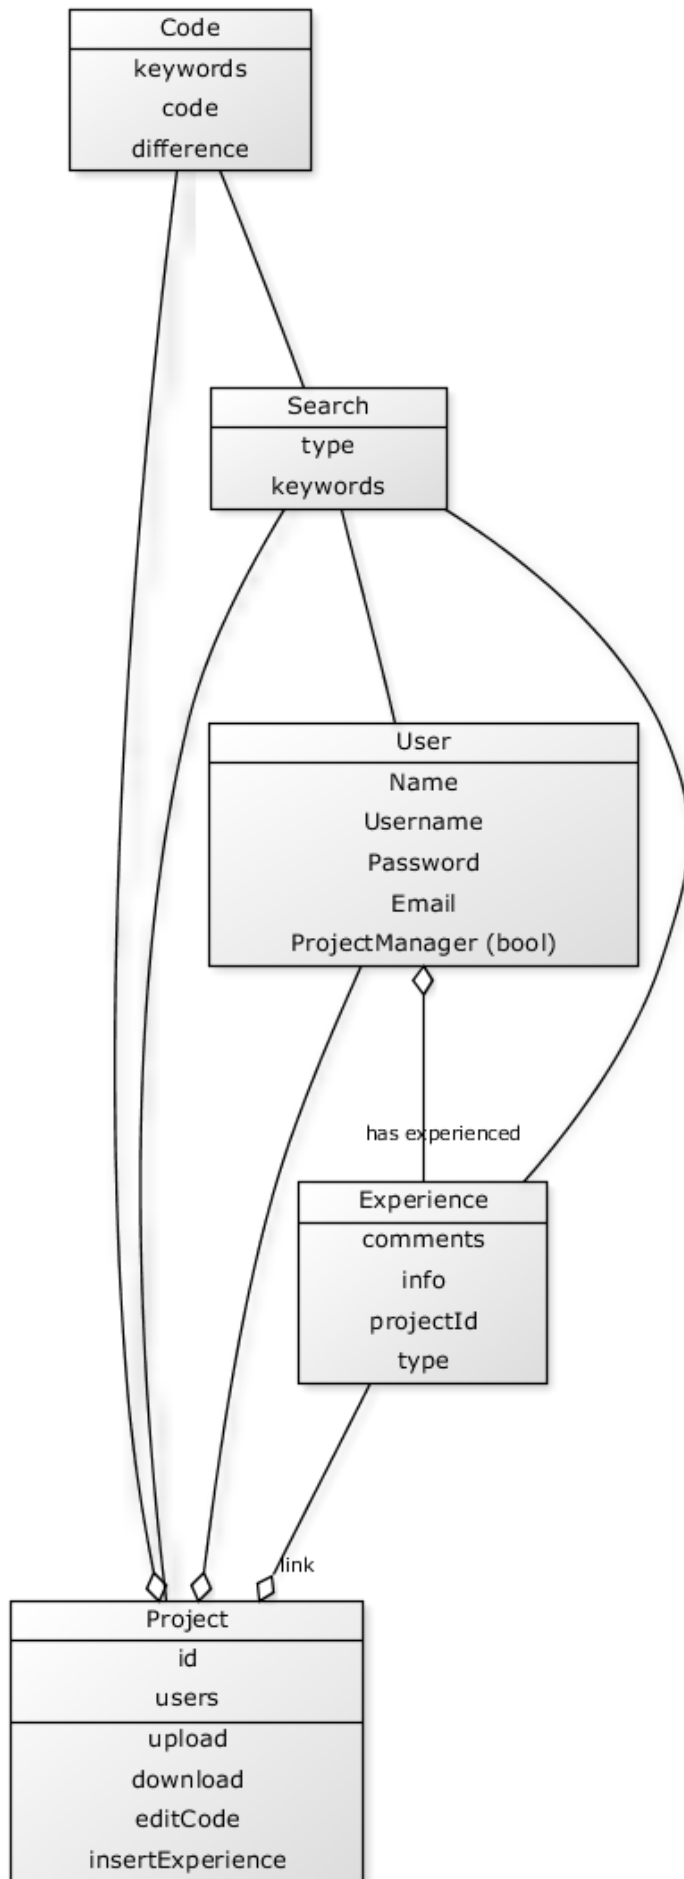 Code
keywords
code
difference
Search
type
keywords
User
Name
Username
Password
Email
ProjectManager (bool)
has experienced
Experience
comments
info
projectId
type
link
Project
id
users
upload
download
editCode
insertExperience